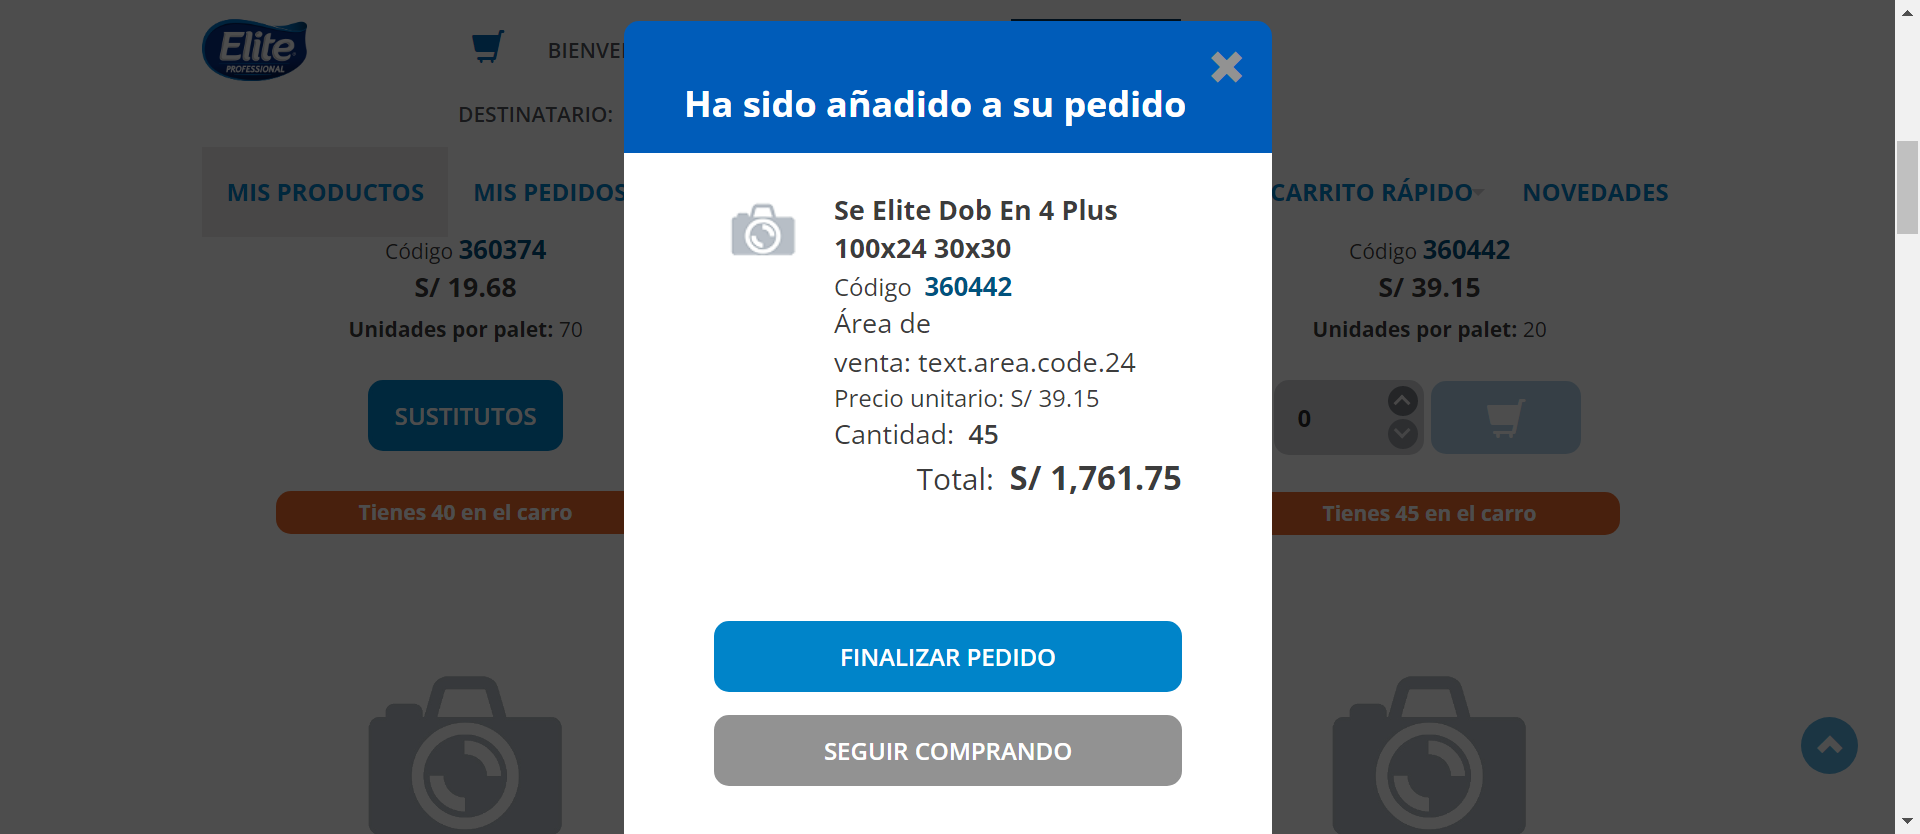 Elite
PROFESSIONAL
BIENVE
DESTINATARIO:
MIS PRODUCTOS
MIS PEDIDOS
CARRITO RÁPIDO
NOVEDADES
Código 360374
S/ 19.68
Unidades por palet: 70
SUSTITUTOS
Tienes 40 en el carro
Ha sido añadido a su pedido
Se Elite Dob En 4 Plus
100x24 30x30
Código 360442
Área de
venta: text.area.code.24
Precio unitario: S/ 39.15
Cantidad: 45
Total: S/ 1,761.75
FINALIZAR PEDIDO
SEGUIR COMPRANDO
Código 360442
S/ 39.15
Unidades por palet: 20
0
Tienes 45 en el carro